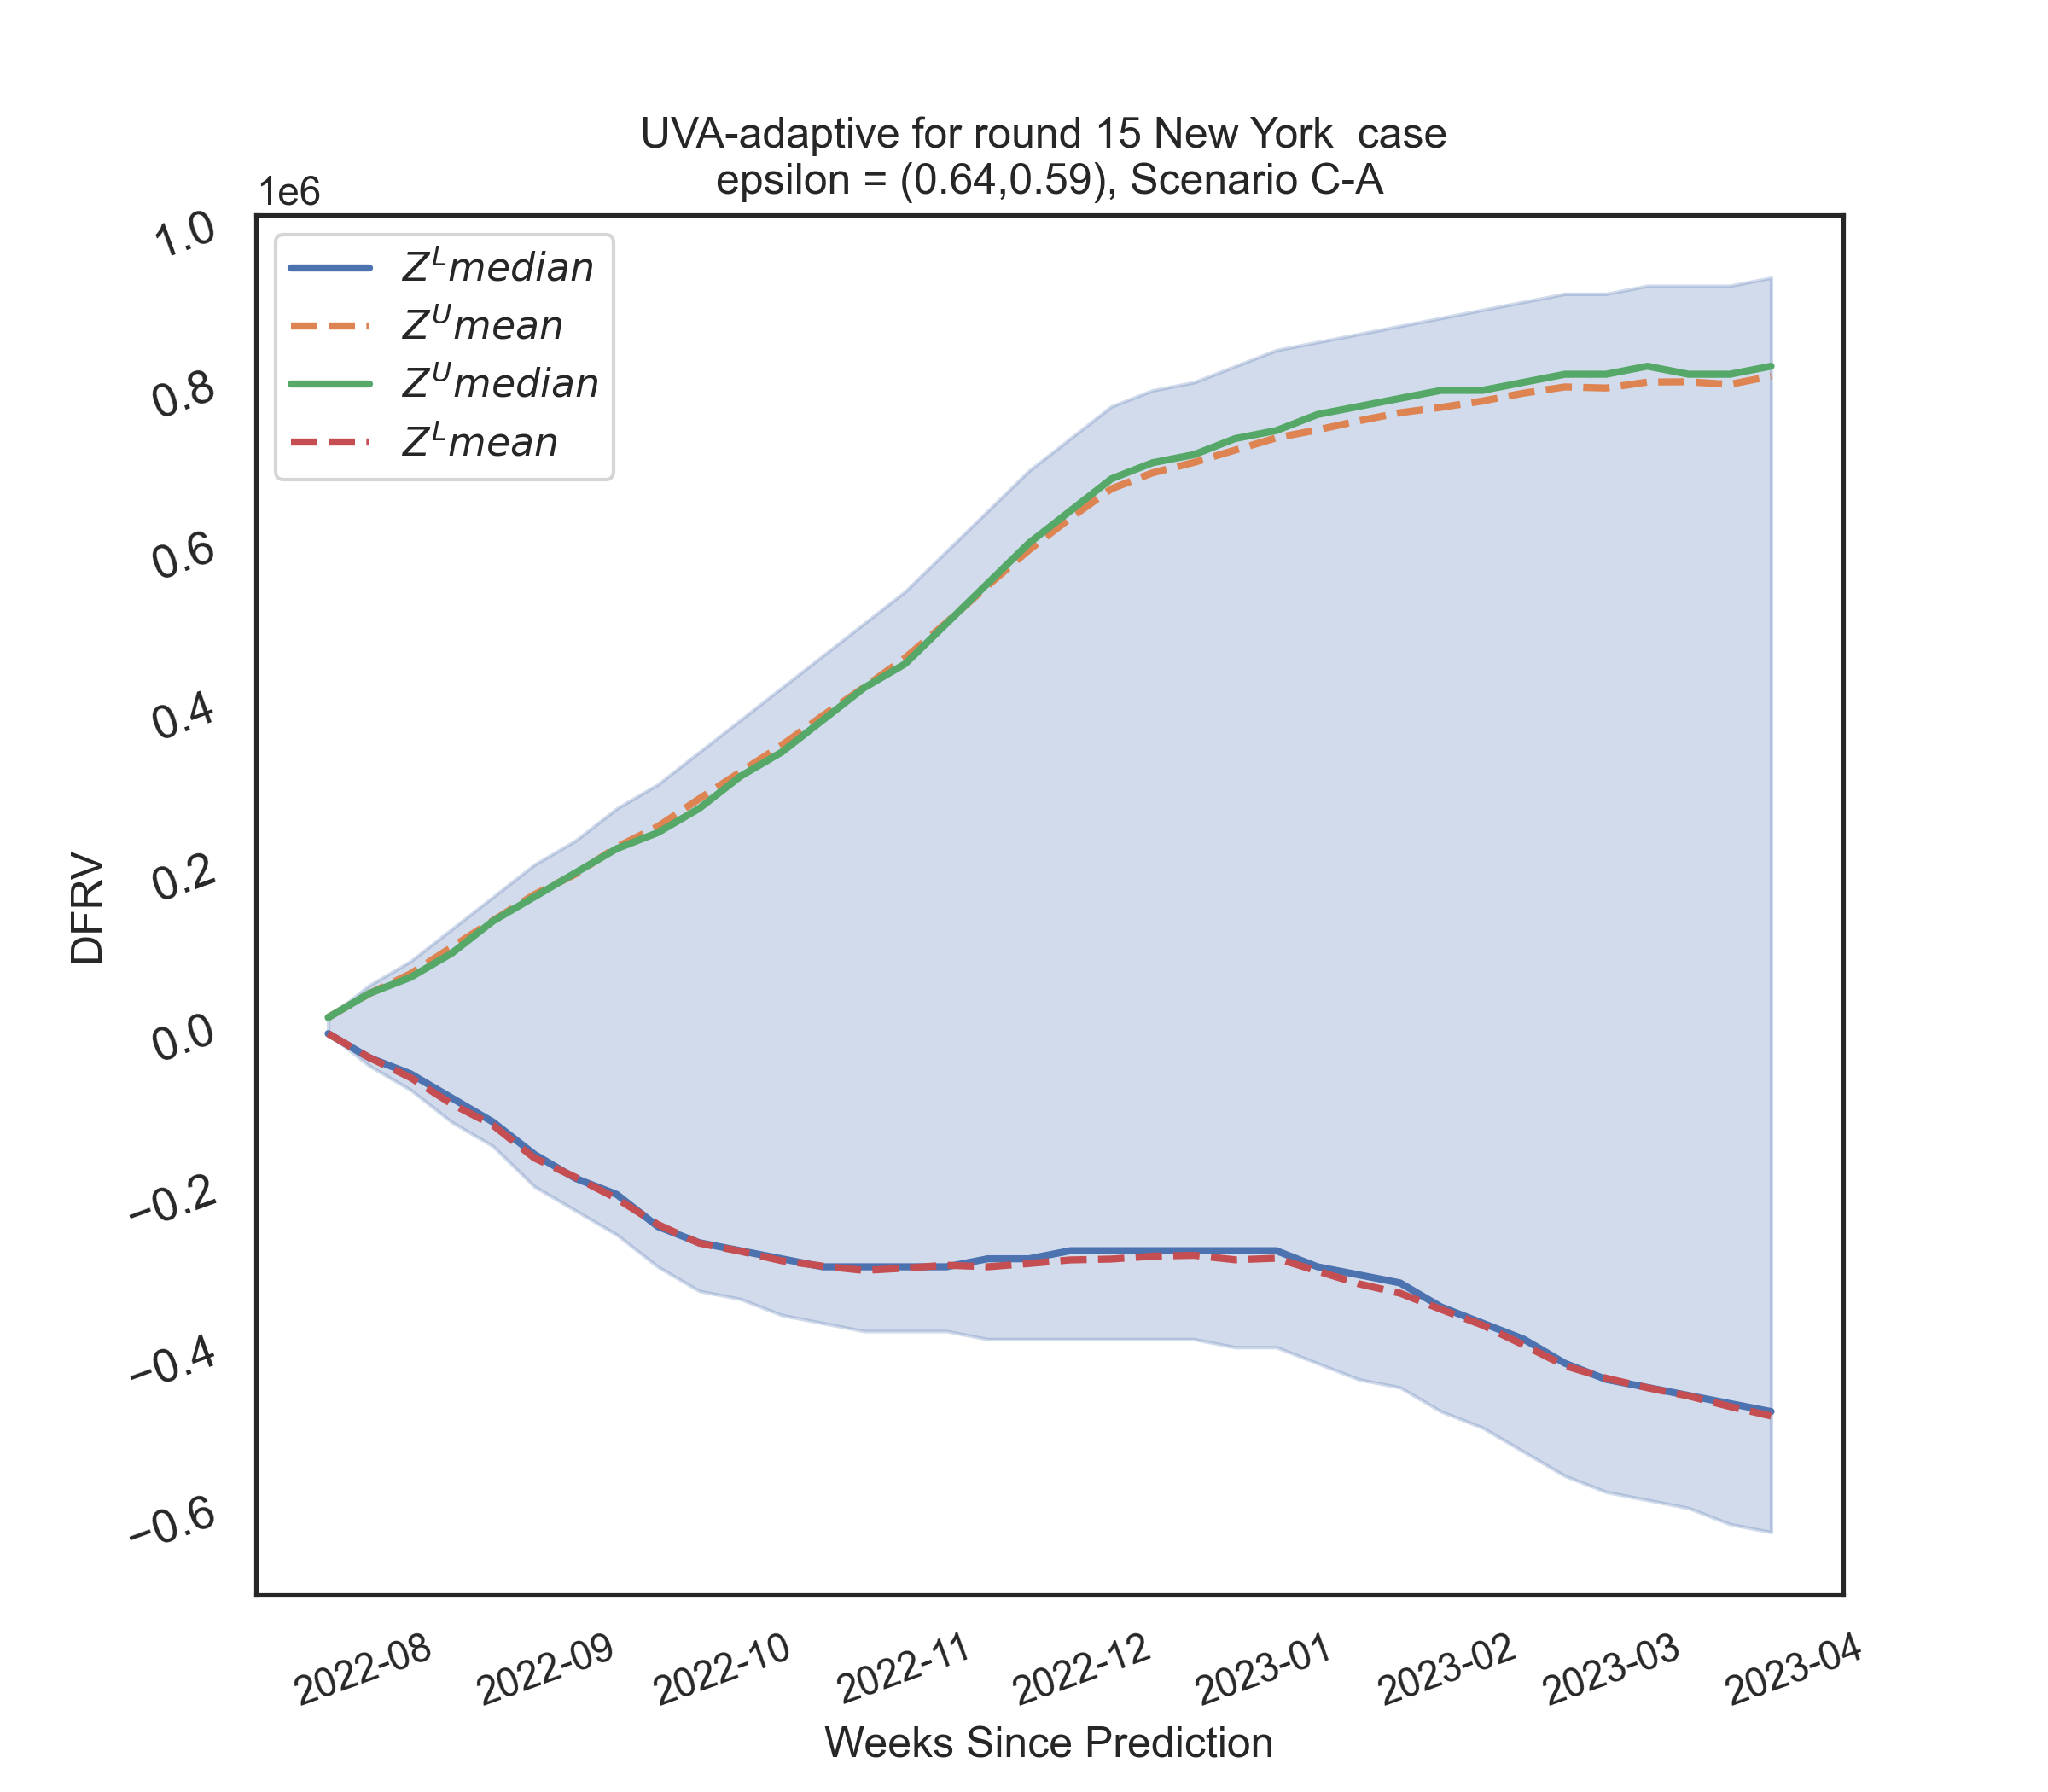 UVA-adaptive for round 15 New York  case
epsilon = (0.64,0.59), Scenario C-A
1e6
1.0
0.8
0.6
0.4
0.2
0.0
−0.2
−0.4
−0.6
DFRV
Z^L median
Z^U mean
Z^U median
Z^L mean
2022-08
2022-09
2022-10
2022-11
2022-12
2023-01
2023-02
2023-03
2023-04
Weeks Since Prediction